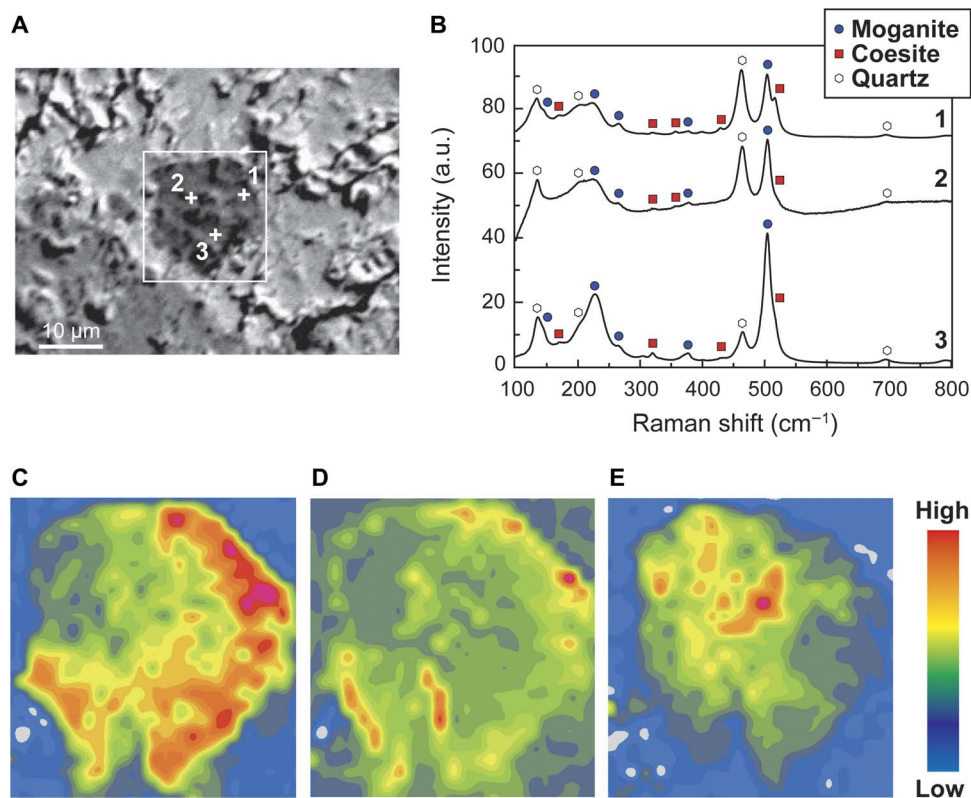 A
1
2
3
10 µm
B
Moganite
Coesite
Quartz
100
80
60
40
20
0
Intensity (a.u.)
1
2
3
100 200 300 400 500 600 700 800
Raman shift (cm⁻¹)
C
D
E
High
Low